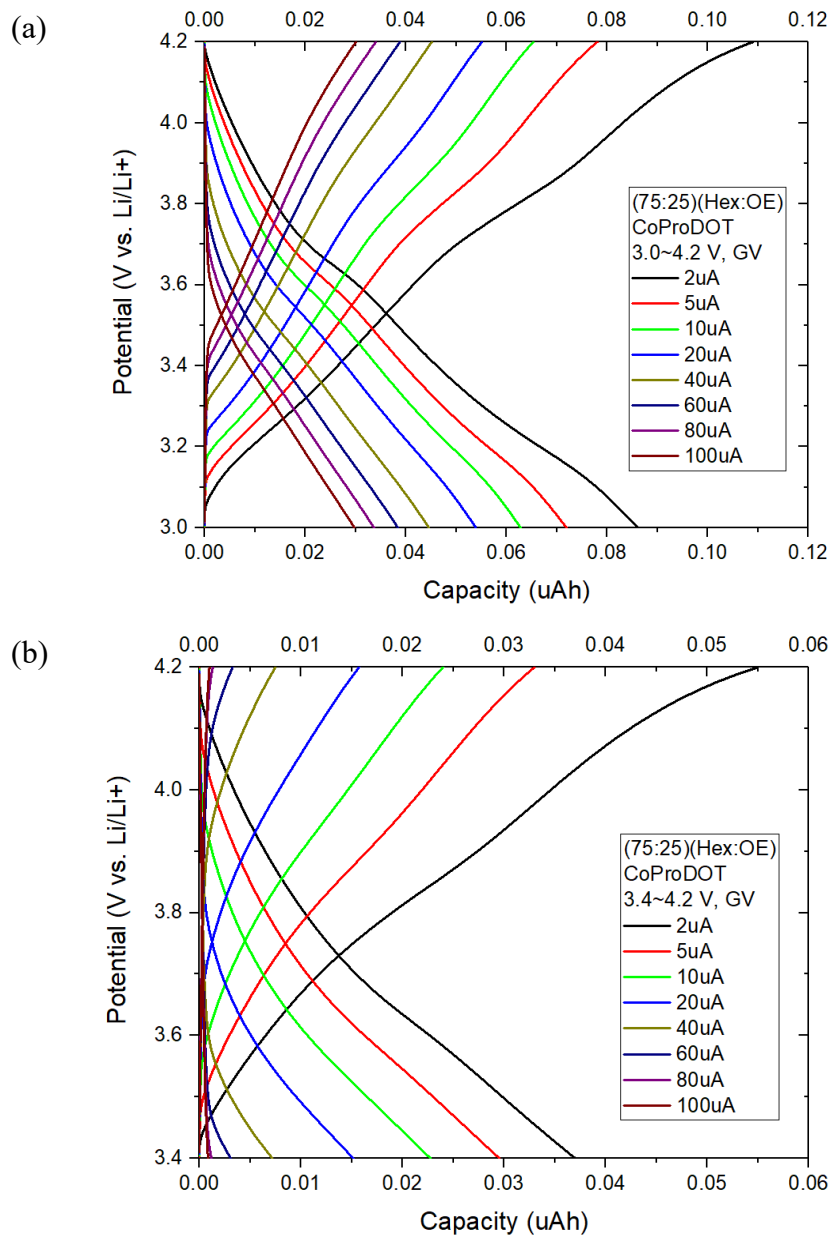 (a)
0.00 0.02 0.04 0.06 0.08 0.10 0.12
4.2
4.0
3.8
3.6
3.4
3.2
3.0
Potential (V vs. Li/Li+)
(75:25)(Hex:OE)
CoProDOT
3.0~4.2 V, GV
2uA
5uA
10uA
20uA
40uA
60uA
80uA
100uA
0.00 0.02 0.04 0.06 0.08 0.10 0.12
Capacity (uAh)
(b)
0.00 0.01 0.02 0.03 0.04 0.05 0.06
4.2
4.0
3.8
3.6
3.4
Potential (V vs. Li/Li+)
(75:25)(Hex:OE)
CoProDOT
3.4~4.2 V, GV
2uA
5uA
10uA
20uA
40uA
60uA
80uA
100uA
0.00 0.01 0.02 0.03 0.04 0.05 0.06
Capacity (uAh)